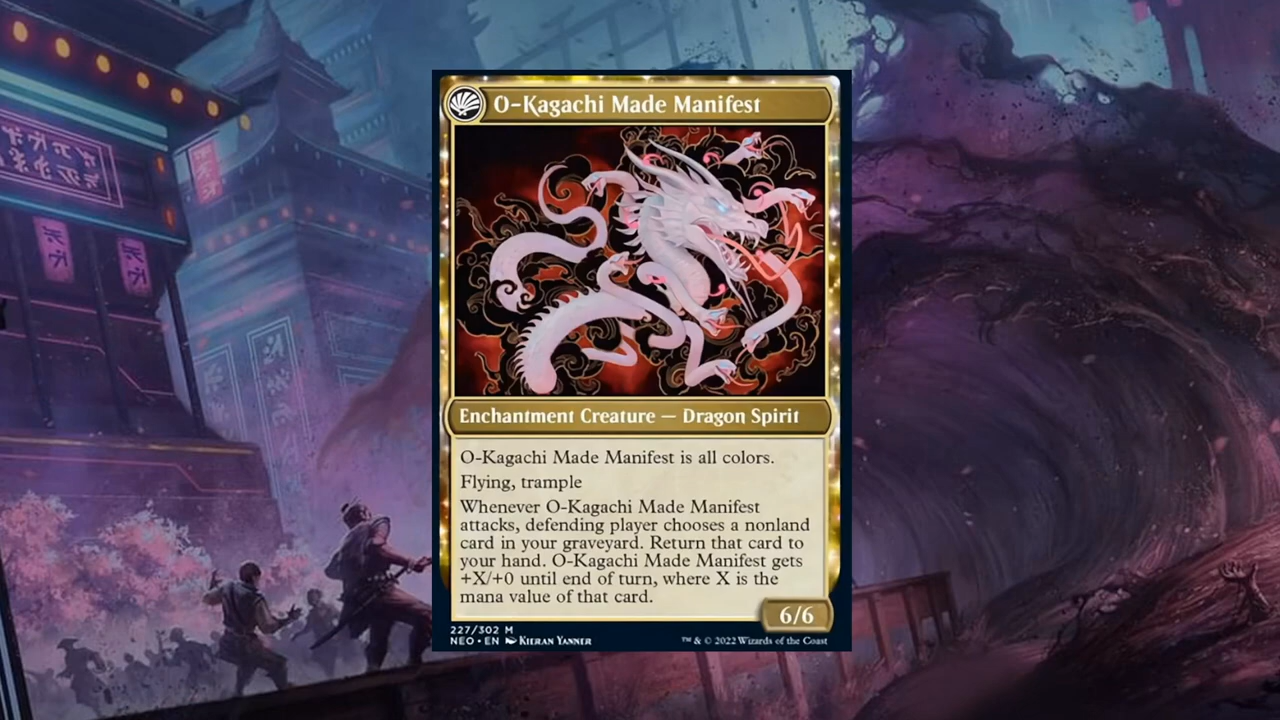 O-Kagachi Made Manifest
Enchantment Creature — Dragon Spirit
O-Kagachi Made Manifest is all colors.
Flying, trample
Whenever O-Kagachi Made Manifest
attacks, defending player chooses a nonland
card in your graveyard. Return that card to
your hand. O-Kagachi Made Manifest gets
+X/+0 until end of turn, where X is the
mana value of that card.
6/6
227/302 M
NEO • EN Kieran Yanner
™ & © 2022 Wizards of the Coast